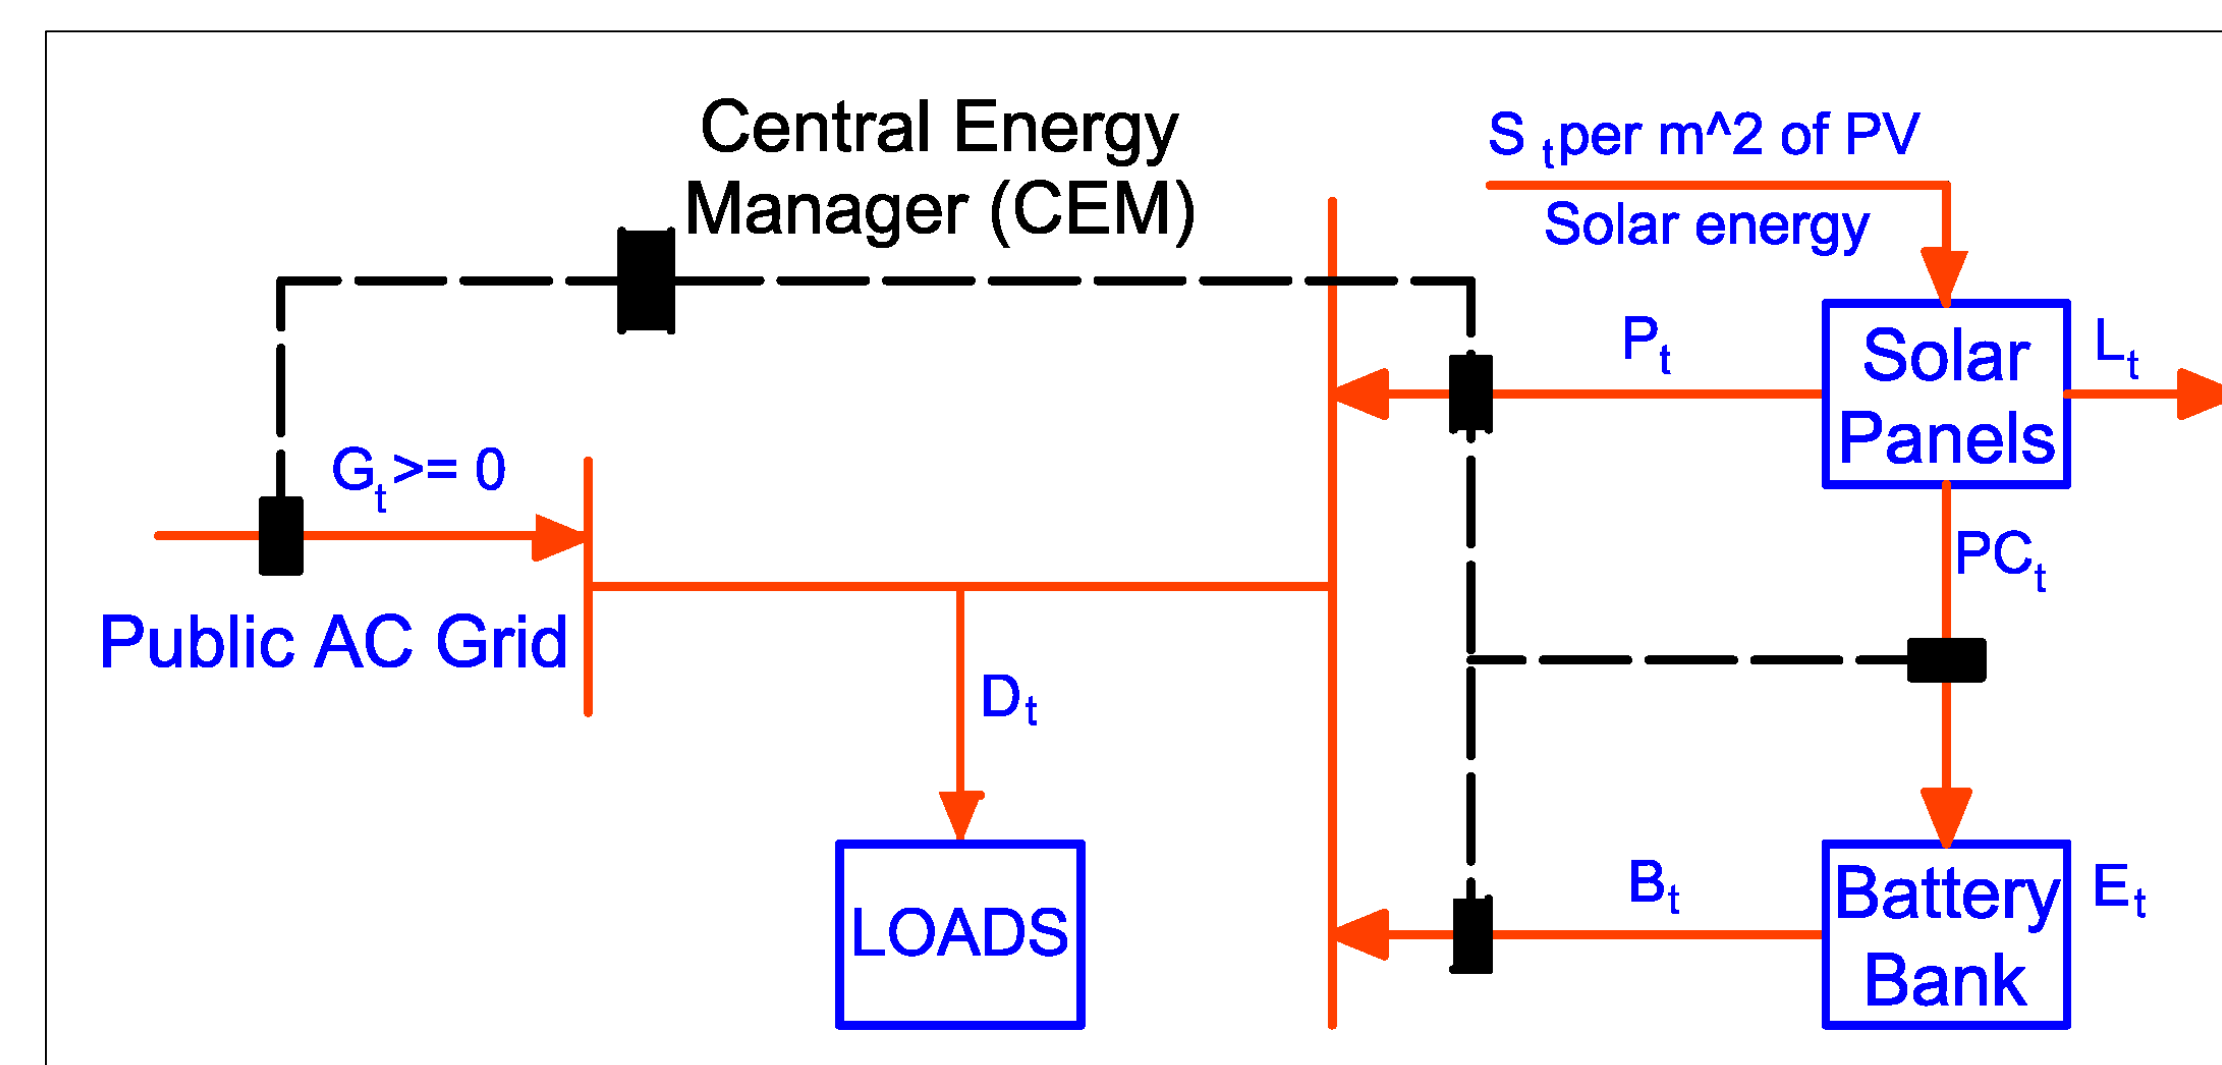 Central Energy
Manager (CEM)
S t per m^2 of PV
Solar energy
Pt
Solar
Panels
Lt
Gt >= 0
PCt
Public AC Grid
Dt
LOADS
Bt
Battery
Bank
Et